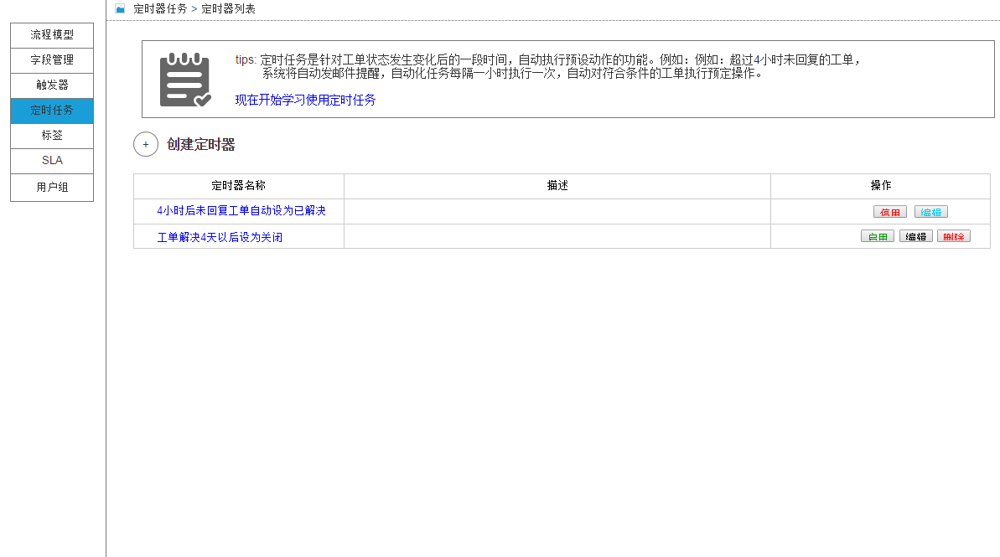 定时器任务 > 定时器列表
流程模型
字段管理
触发器
定时任务
标签
SLA
用户组
tips: 定时任务是针对工单状态发生变化后的一段时间，自动执行预设动作的功能。例如：例如：超过4小时未回复的工单，
系统将自动发邮件提醒，自动化任务每隔一小时执行一次，自动对符合条件的工单执行预定操作。
现在开始学习使用定时任务
+ 创建定时器
定时器名称 描述 操作
4小时后未回复工单自动设为已解决 停用 编辑
工单解决4天以后设为关闭 启用 编辑 删除